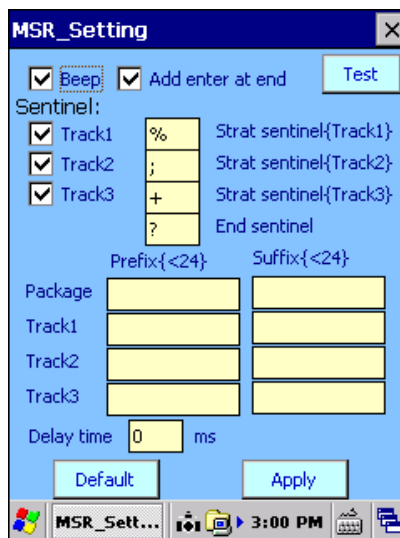 MSR_Setting
Beep Add enter at end Test
Sentinel:
Track1 % Strat sentinel{Track1}
Track2 ; Strat sentinel{Track2}
Track3 + Strat sentinel{Track3}
? End sentinel
Prefix{<24} Suffix{<24}
Package
Track1
Track2
Track3
Delay time 0 ms
Default Apply
MSR_Sett... 3:00 PM